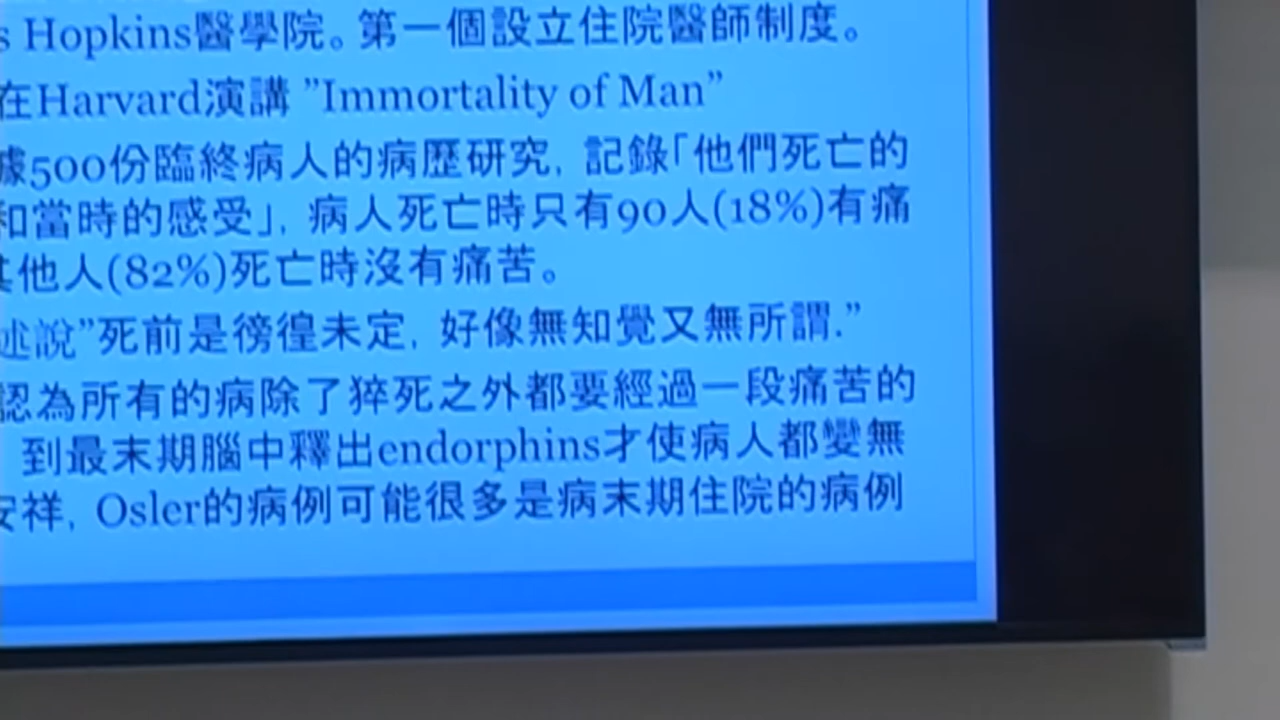 s Hopkins醫學院。第一個設立住院醫師制度。
在Harvard演講 ”Immortality of Man”
據500份臨終病人的病歷研究, 記錄「他們死亡的
和當時的感受」, 病人死亡時只有90人(18%)有痛
其他人(82%)死亡時沒有痛苦。
述說”死前是徬徨未定, 好像無知覺又無所謂.”
認為所有的病除了猝死之外都要經過一段痛苦的
到最末期腦中釋出endorphins才使病人都變無
安祥, Osler的病例可能很多是病末期住院的病例